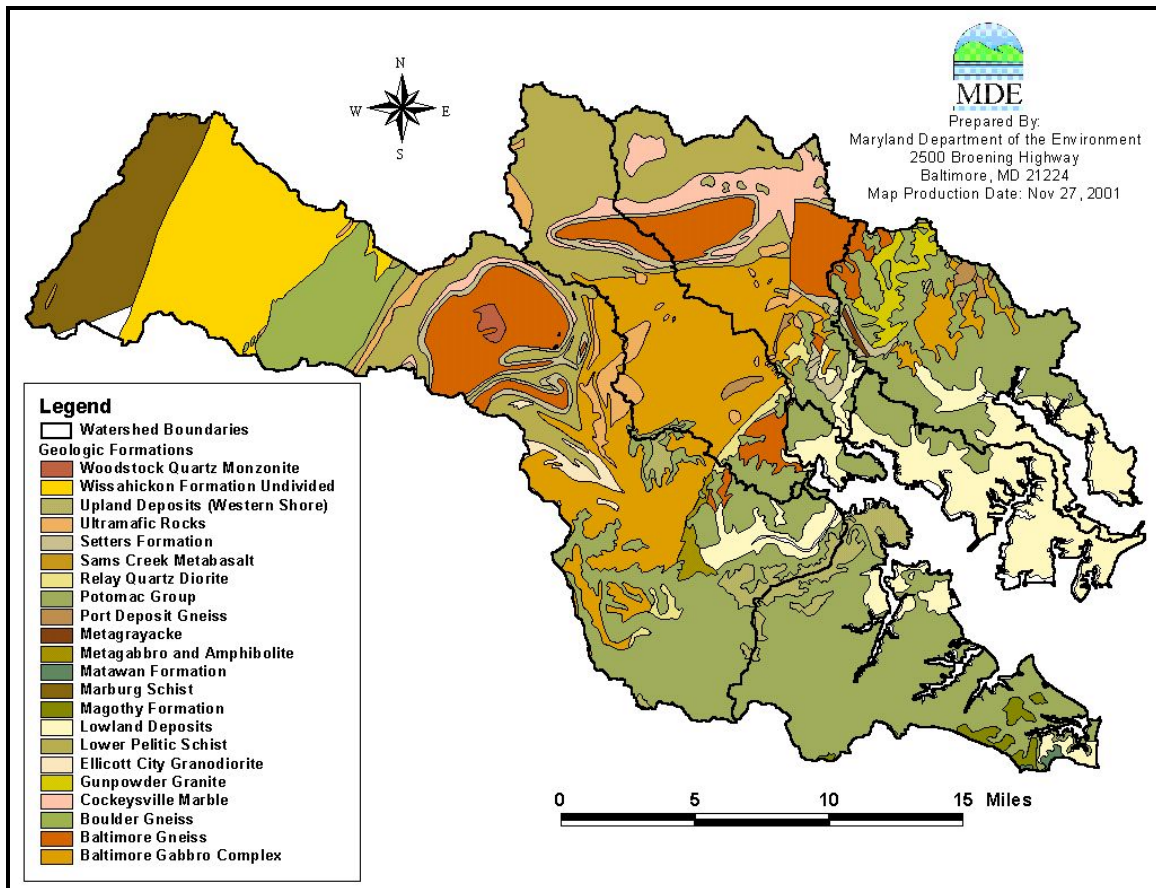 N
W E
S
MDE
Prepared By:
Maryland Department of the Environment
2500 Broening Highway
Baltimore, MD 21224
Map Production Date: Nov 27, 2001
Legend
Watershed Boundaries
Geologic Formations
Woodstock Quartz Monzonite
Wissahickon Formation Undivided
Upland Deposits (Western Shore)
Ultramafic Rocks
Setters Formation
Sams Creek Metabasalt
Relay Quartz Diorite
Potomac Group
Port Deposit Gneiss
Metagrayacke
Metagabbro and Amphibolite
Matawan Formation
Marburg Schist
Magothy Formation
Lowland Deposits
Lower Pelitic Schist
Ellicott City Granodiorite
Gunpowder Granite
Cockeysville Marble
Boulder Gneiss
Baltimore Gneiss
Baltimore Gabbro Complex
0 5 10 15 Miles